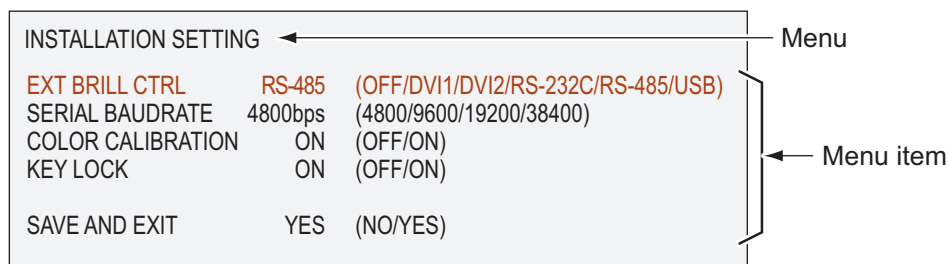 INSTALLATION SETTING
Menu
EXT BRILL CTRL RS-485 (OFF/DVI1/DVI2/RS-232C/RS-485/USB)
SERIAL BAUDRATE 4800bps (4800/9600/19200/38400)
COLOR CALIBRATION ON (OFF/ON)
KEY LOCK ON (OFF/ON)
Menu item
SAVE AND EXIT YES (NO/YES)